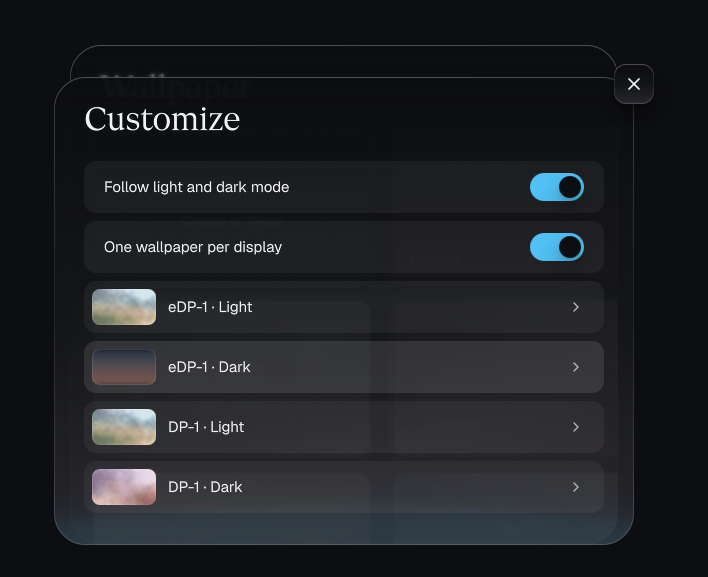 Wallpaper
Customize
Follow light and dark mode
One wallpaper per display
eDP-1 · Light
eDP-1 · Dark
DP-1 · Light
DP-1 · Dark